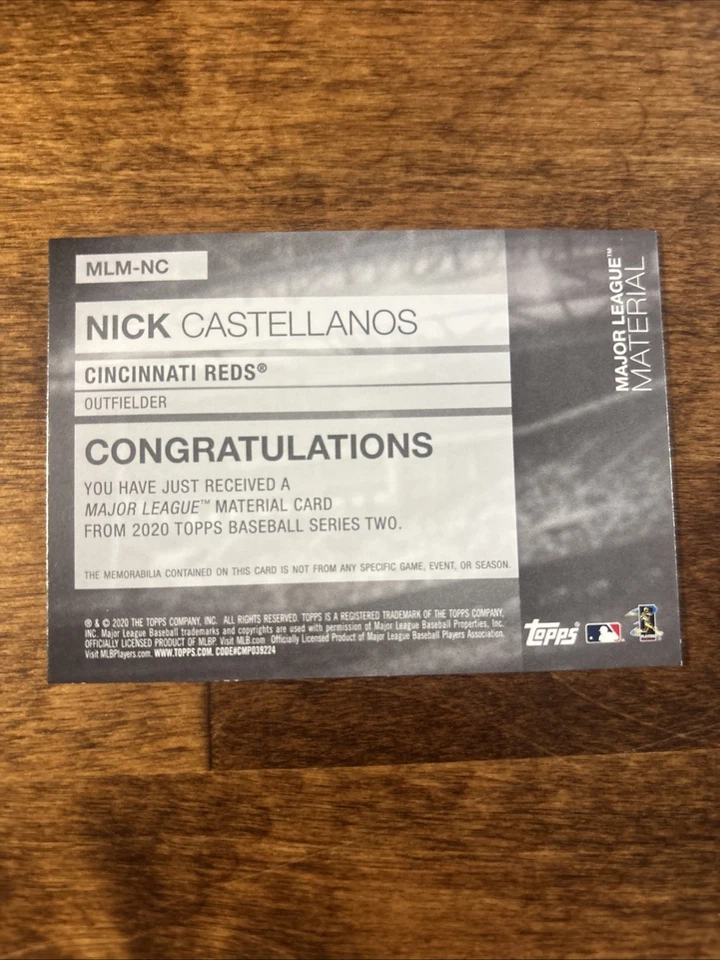 MLM-NC
NICK CASTELLANOS
CINCINNATI REDS®
OUTFIELDER
CONGRATULATIONS
YOU HAVE JUST RECEIVED A
MAJOR LEAGUE™ MATERIAL CARD
FROM 2020 TOPPS BASEBALL SERIES TWO.
THE MEMORABILIA CONTAINED ON THIS CARD IS NOT FROM ANY SPECIFIC GAME, EVENT, OR SEASON.
® & © 2020 THE TOPPS COMPANY, INC. ALL RIGHTS RESERVED. TOPPS IS A REGISTERED TRADEMARK OF THE TOPPS COMPANY,
INC. Major League Baseball trademarks and copyrights are used with permission of Major League Baseball Properties, Inc.
OFFICIALLY LICENSED PRODUCT OF MLBP. Visit MLB.com Officially Licensed Product of Major League Baseball Players Association.
Visit MLBPlayers.com. WWW.TOPPS.COM. CODE#CMP039224
MAJOR LEAGUE™
MATERIAL
topps